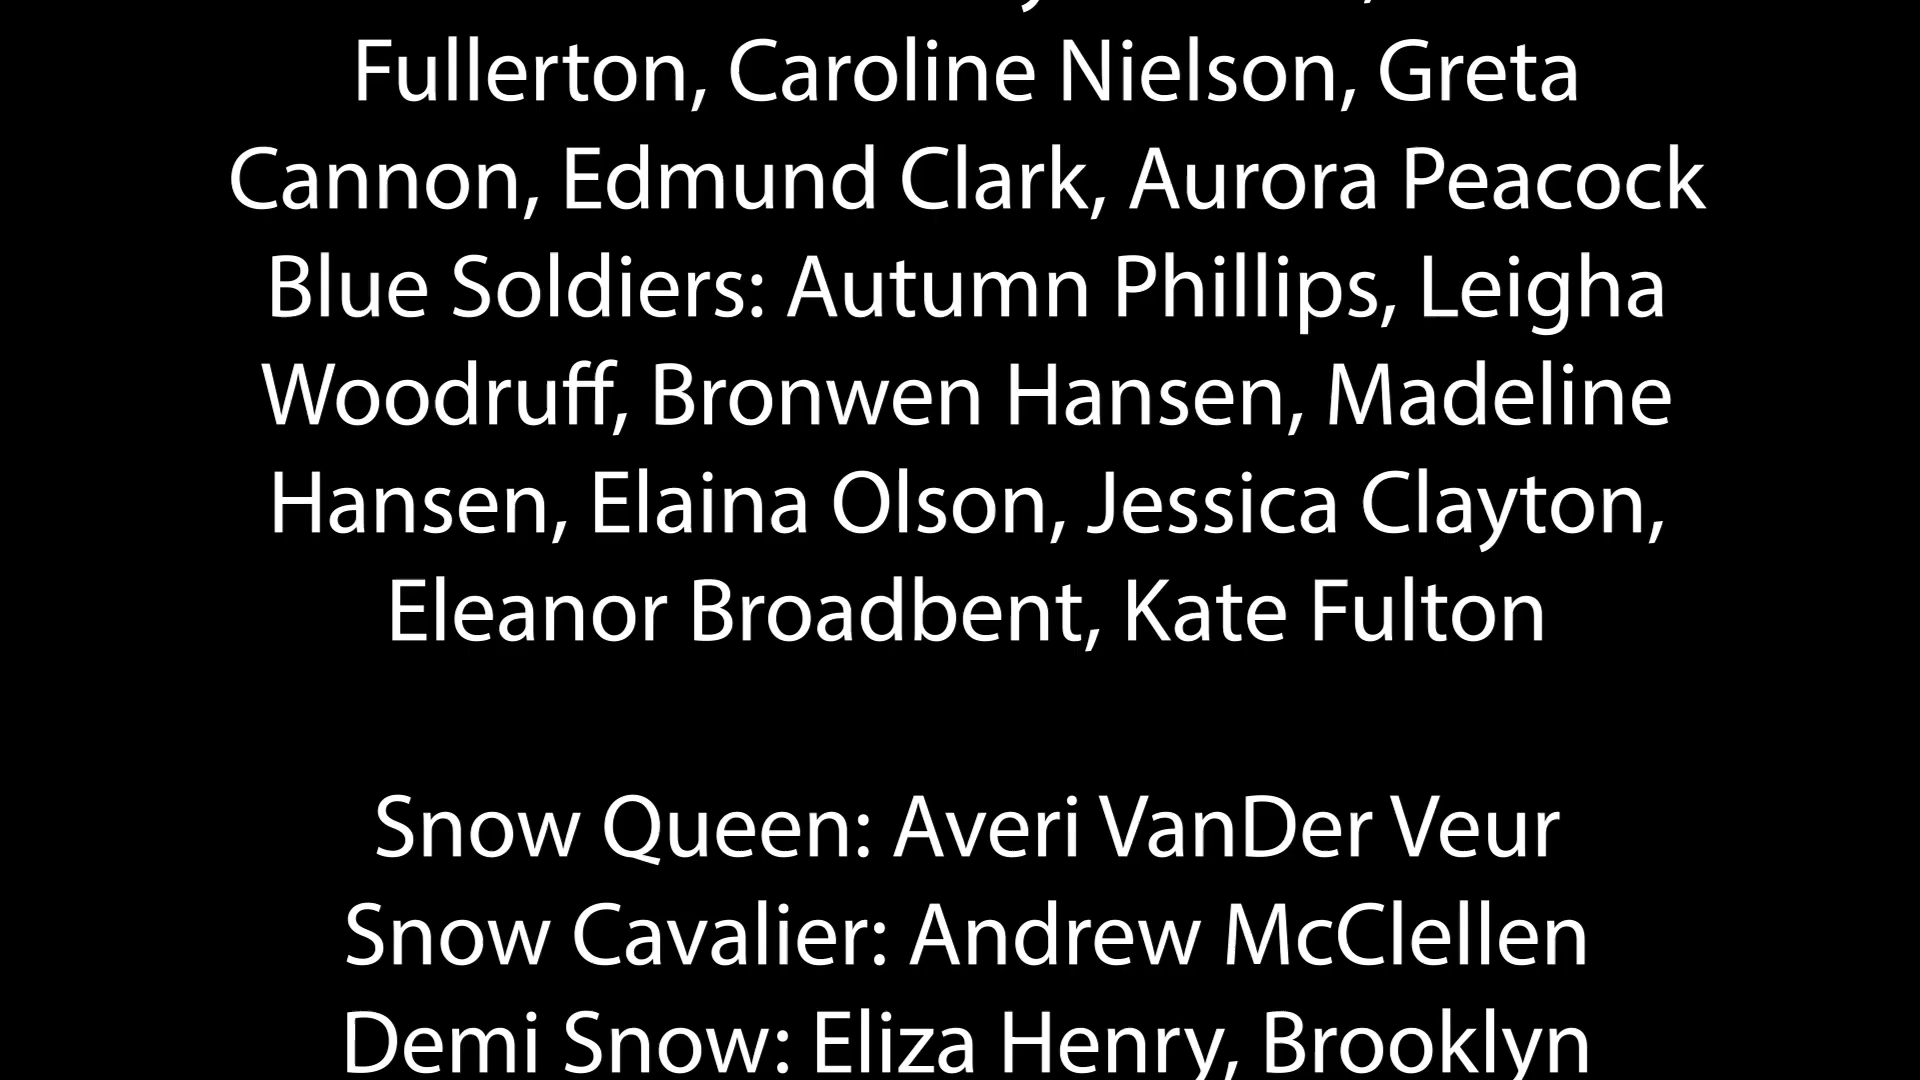 Fullerton, Caroline Nielson, Greta
Cannon, Edmund Clark, Aurora Peacock
Blue Soldiers: Autumn Phillips, Leigha
Woodruff, Bronwen Hansen, Madeline
Hansen, Elaina Olson, Jessica Clayton,
Eleanor Broadbent, Kate Fulton
Snow Queen: Averi VanDer Veur
Snow Cavalier: Andrew McClellen
Demi Snow: Eliza Henry, Brooklyn